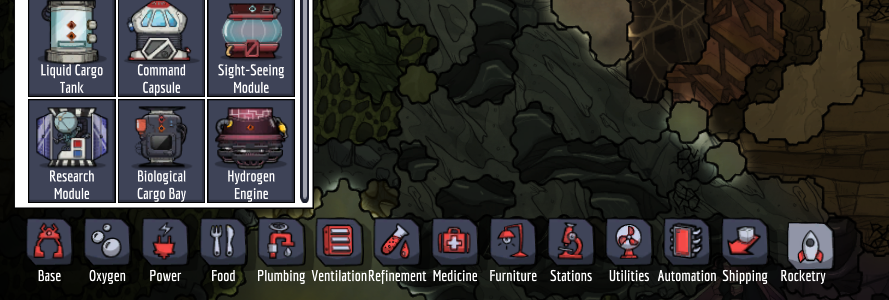 Liquid Cargo
Tank
Command
Capsule
Sight-Seeing
Module
Research
Module
Biological
Cargo Bay
Hydrogen
Engine
Base Oxygen Power Food Plumbing Ventilation Refinement Medicine Furniture Stations Utilities Automation Shipping Rocketry